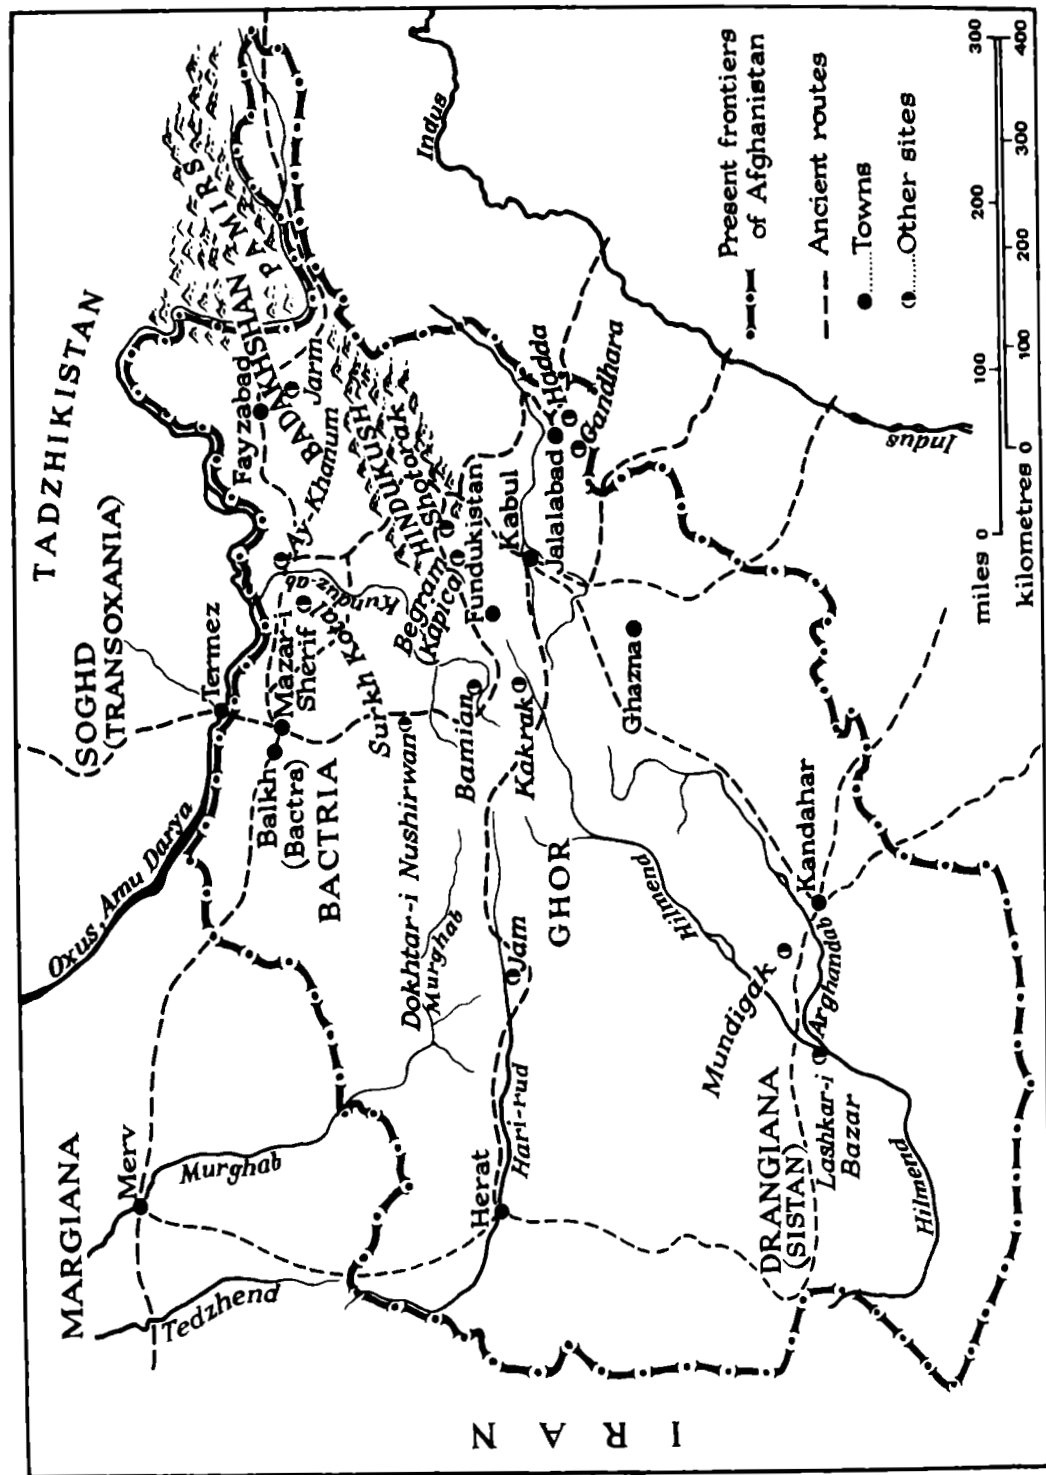 TADZHIKISTAN
SOGHD
(TRANSOXANIA)
MARGIANA
Oxus, Amu Darya
Merv
Murghab
Tedzhend
Termez
Mazar-i
Sherif
Balkh
(Bactra)
BACTRIA
Fayzabad
BADAKHSHAN
PAMIRS
Jarm
Ay-Khanum
Kunduz-ab
Surkh Kotal
HINDUKUSH
Shotorak
Begram
(Kapica)
Fundukistan
Dokhtar-i Nushirwan
Murghab
Bamian
Kakrak
Kabul
Jalalabad
Hadda
Gandhara
Indus
Indus
Herat
Hari-rud
Jám
GHOR
Hilmend
Ghazna
Kandahar
Mundigak
Arghandab
DRANGIANA
(SISTAN)
Lashkar-i
Bazar
Hilmend
IRAN
Present frontiers
of Afghanistan
Ancient routes
Towns
Other sites
miles 0 100 200 300
kilometres 0 100 200 300 400